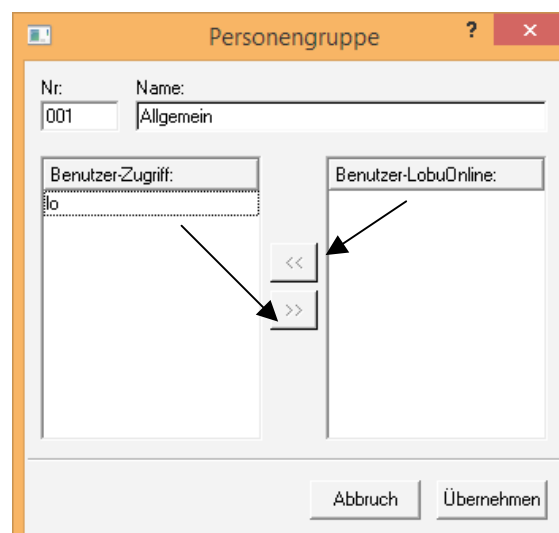 Personengruppe ? ×
Nr: Name:
001 Allgemein
Benutzer-Zugriff: Benutzer-LobuOnline:
lo
<<
>>
Abbruch Übernehmen